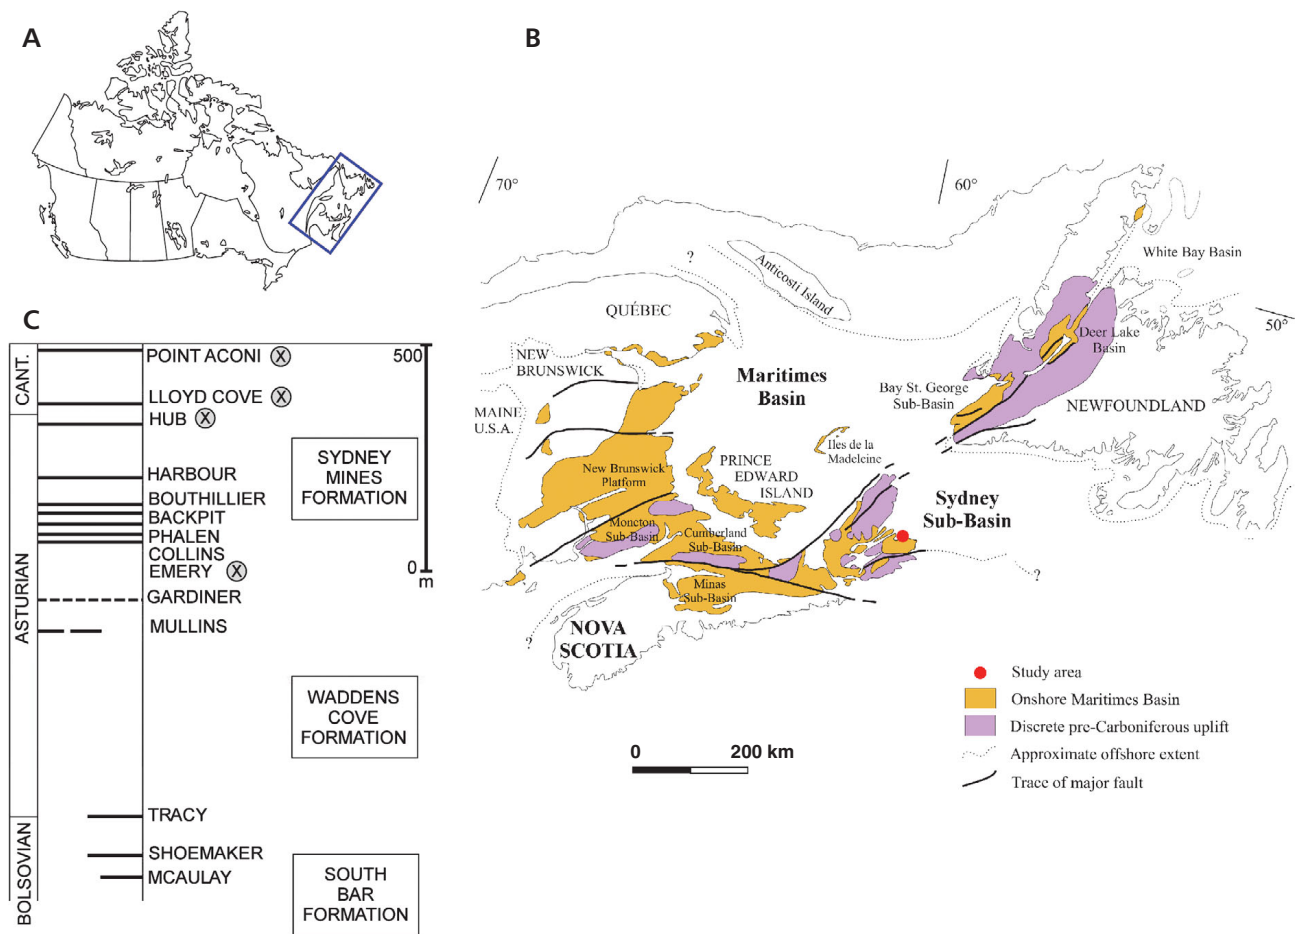 A
B
70°
60°
50°
?
White Bay Basin
Anticosti Island
QUÉBEC
Deer Lake
Basin
NEW
BRUNSWICK
Maritimes
Basin
Bay St. George
Sub-Basin
NEWFOUNDLAND
MAINE
U.S.A.
Iles de la
Madeleine
PRINCE
EDWARD
ISLAND
New Brunswick
Platform
Sydney
Sub-Basin
Moncton
Sub-Basin
Cumberland
Sub-Basin
Minas
Sub-Basin
?
?
NOVA
SCOTIA
Study area
Onshore Maritimes Basin
Discrete pre-Carboniferous uplift
Approximate offshore extent
Trace of major fault
0 200 km
C
CANT.
ASTURIAN
BOLSOVIAN
POINT ACONI X
LLOYD COVE X
HUB X
HARBOUR
BOUTHILLIER
BACKPIT
PHALEN
COLLINS
EMERY X
GARDINER
MULLINS
TRACY
SHOEMAKER
MCAULAY
500
0
m
SYDNEY
MINES
FORMATION
WADDENS
COVE
FORMATION
SOUTH
BAR
FORMATION